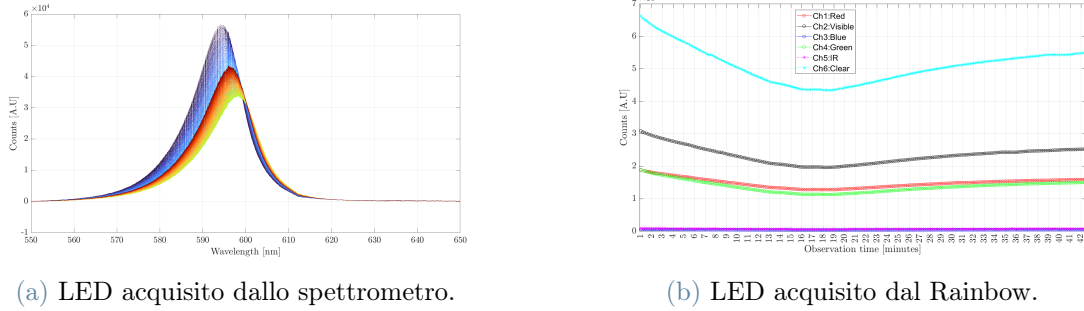 ×10⁴
6
5
4
3
2
1
0
-1
Counts [A.U]
550 560 570 580 590 600 610 620 630 640 650
Wavelength [nm]
(a) LED acquisito dallo spettrometro.
7
6
5
4
3
2
1
0
Counts [A.U]
Ch1:Red
Ch2:Visible
Ch3:Blue
Ch4:Green
Ch5:IR
Ch6:Clear
1 2 3 4 5 6 7 8 9 10 11 12 13 14 15 16 17 18 19 20 21 22 23 24 25 26 27 28 29 30 31 32 33 34 35 36 37 38 39 40 41 42
Observation time [minutes]
(b) LED acquisito dal Rainbow.